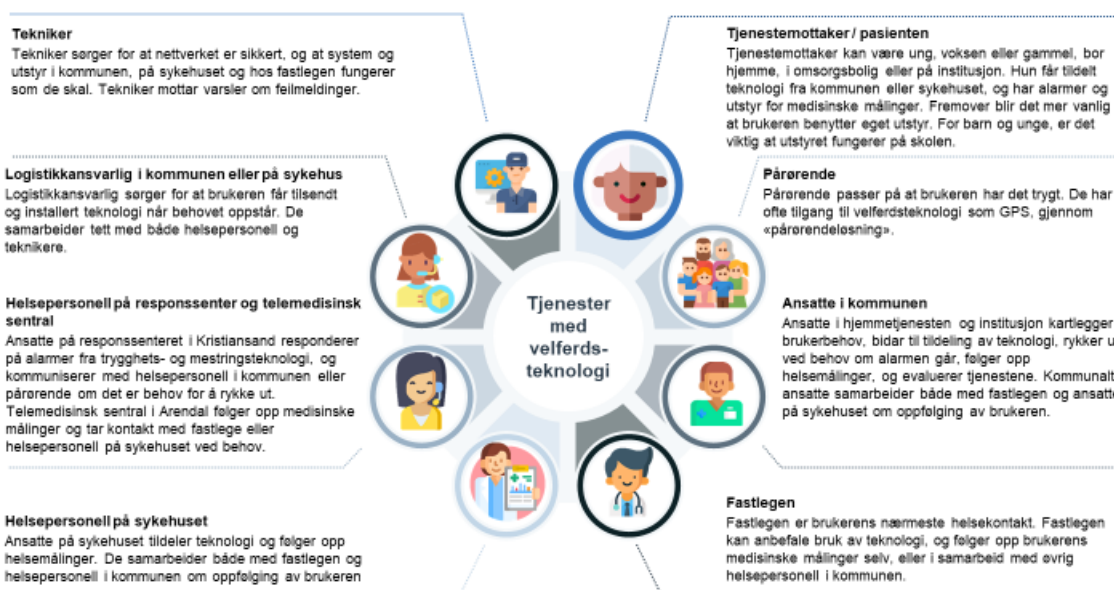 Tekniker
Tekniker sørger for at nettverket er sikkert, og at system og
utstyr i kommunen, på sykehuset og hos fastlegen fungerer
som de skal. Tekniker mottar varsler om feilmeldinger.
Logistikkansvarlig i kommunen eller på sykehus
Logistikkansvarlig sørger for at brukeren får tilsendt
og installert teknologi når behovet oppstår. De
samarbeider tett med både helsepersonell og
teknikere.
Helsepersonell på responssenter og telemedisinsk
sentral
Ansatte på responssenteret i Kristiansand responderer
på alarmer fra trygghets- og mestringsteknologi, og
kommuniserer med helsepersonell i kommunen eller
pårørende om det er behov for å rykke ut.
Telemedisinsk sentral i Arendal følger opp medisinske
målinger og tar kontakt med fastlege eller
helsepersonell på sykehuset ved behov.
Helsepersonell på sykehuset
Ansatte på sykehuset tildeler teknologi og følger opp
helsemålinger. De samarbeider både med fastlegen og
helsepersonell i kommunen om oppfølging av brukeren
Tjenester
med
velferds-
teknologi
Tjenestemottaker / pasienten
Tjenestemottaker kan være ung, voksen eller gammel, bor
hjemme, i omsorgsbolig eller på institusjon. Hun får tildelt
teknologi fra kommunen eller sykehuset, og har alarmer og
utstyr for medisinske målinger. Fremover blir det mer vanlig
at brukeren benytter eget utstyr. For barn og unge, er det
viktig at utstyret fungerer på skolen.
Pårørende
Pårørende passer på at brukeren har det trygt. De har
ofte tilgang til velferdsteknologi som GPS, gjennom
«pårørendeløsning».
Ansatte i kommunen
Ansatte i hjemmetjenesten og institusjon kartlegger
brukerbehov, bidar til tildeling av teknologi, rykker u
ved behov om alarmen går, følger opp
helsemålinger, og evaluerer tjenestene. Kommunalt
ansatte samarbeider både med fastlegen og ansatte
på sykehuset om oppfølging av brukeren.
Fastlegen
Fastlegen er brukerens nærmeste helsekontakt. Fastlegen
kan anbefale bruk av teknologi, og følger opp brukerens
medisinske målinger selv, eller i samarbeid med øvrig
helsepersonell i kommunen.